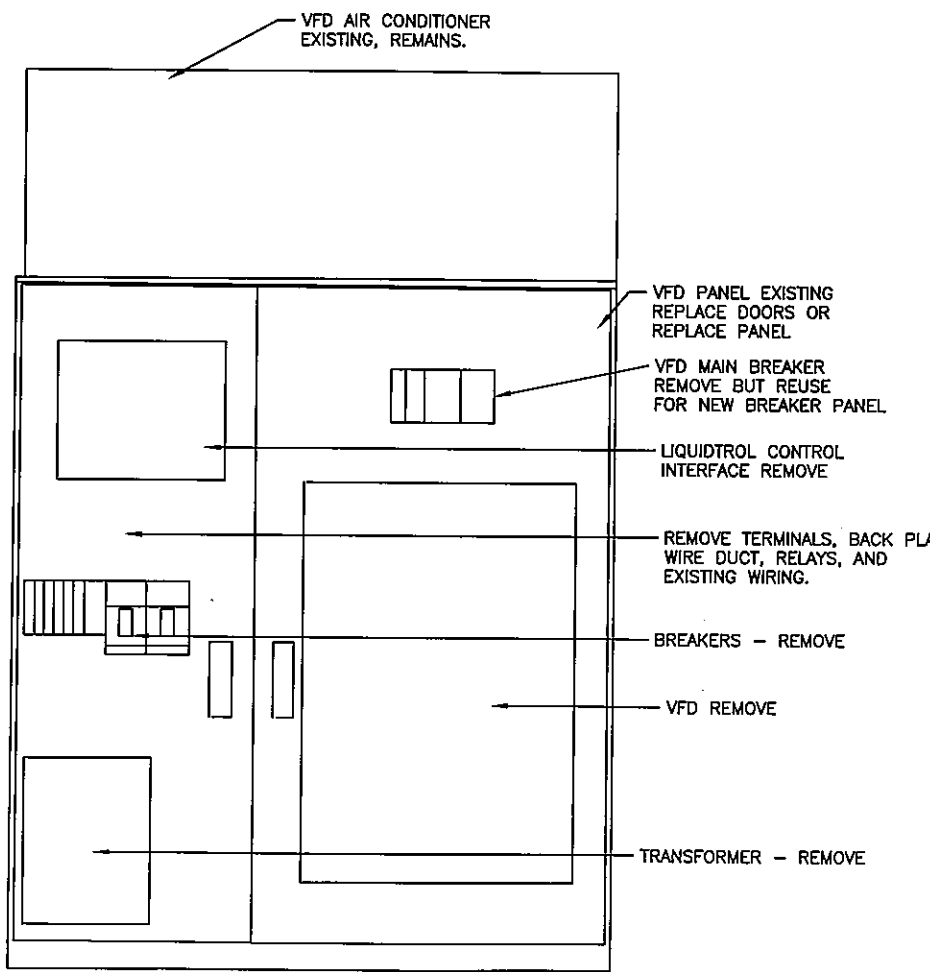 VFD AIR CONDITIONER
EXISTING, REMAINS.
VFD PANEL EXISTING
REPLACE DOORS OR
REPLACE PANEL
VFD MAIN BREAKER
REMOVE BUT REUSE
FOR NEW BREAKER PANEL
LIQUIDTROL CONTROL
INTERFACE REMOVE
REMOVE TERMINALS, BACK PLA
WIRE DUCT, RELAYS, AND
EXISTING WIRING.
BREAKERS – REMOVE
VFD REMOVE
TRANSFORMER – REMOVE